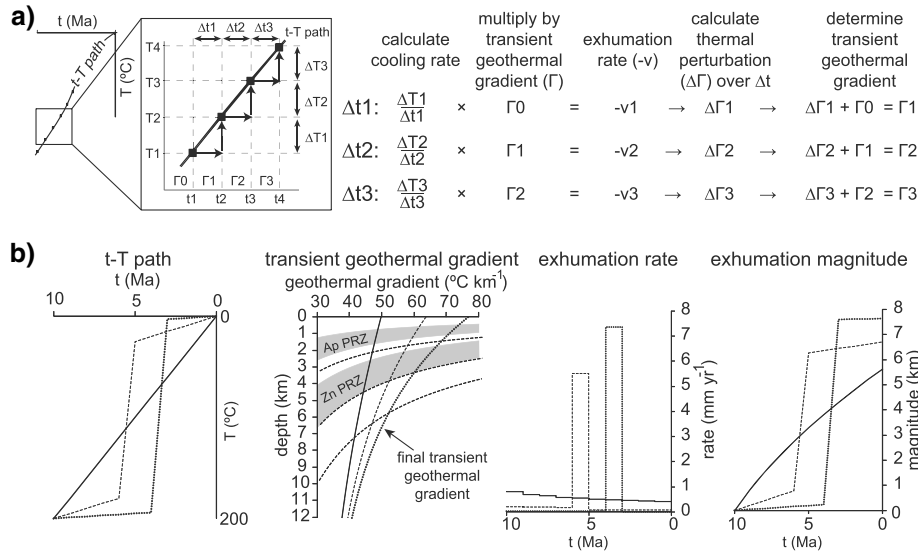 a)
t (Ma)
t-T path
T (ºC)
Δt1 Δt2 Δt3 t-T path
T4
T3
T2
T1
ΔT3
ΔT2
ΔT1
Γ0 Γ1 Γ2 Γ3
t1 t2 t3 t4
calculate cooling rate
multiply by transient geothermal gradient (Γ)
exhumation rate (-v)
calculate thermal perturbation (ΔΓ) over Δt
determine transient geothermal gradient
Δt1: ΔT1/Δt1 × Γ0 = -v1 → ΔΓ1 → ΔΓ1 + Γ0 = Γ1
Δt2: ΔT2/Δt2 × Γ1 = -v2 → ΔΓ2 → ΔΓ2 + Γ1 = Γ2
Δt3: ΔT3/Δt3 × Γ2 = -v3 → ΔΓ3 → ΔΓ3 + Γ2 = Γ3
b)
t-T path
t (Ma)
10 5 0
0
T (ºC)
200
transient geothermal gradient
geothermal gradient (ºC km-1)
30 40 50 60 70 80
0
1
2
3
4
5
6
7
8
9
10
11
12
depth (km)
Ap PRZ
Zn PRZ
final transient
geothermal
gradient
exhumation rate
8
7
6
5
4
3
2
1
0
rate (mm yr-1)
10 5 0
t (Ma)
exhumation magnitude
8
7
6
5
4
3
2
1
0
magnitude (km)
10 5 0
t (Ma)